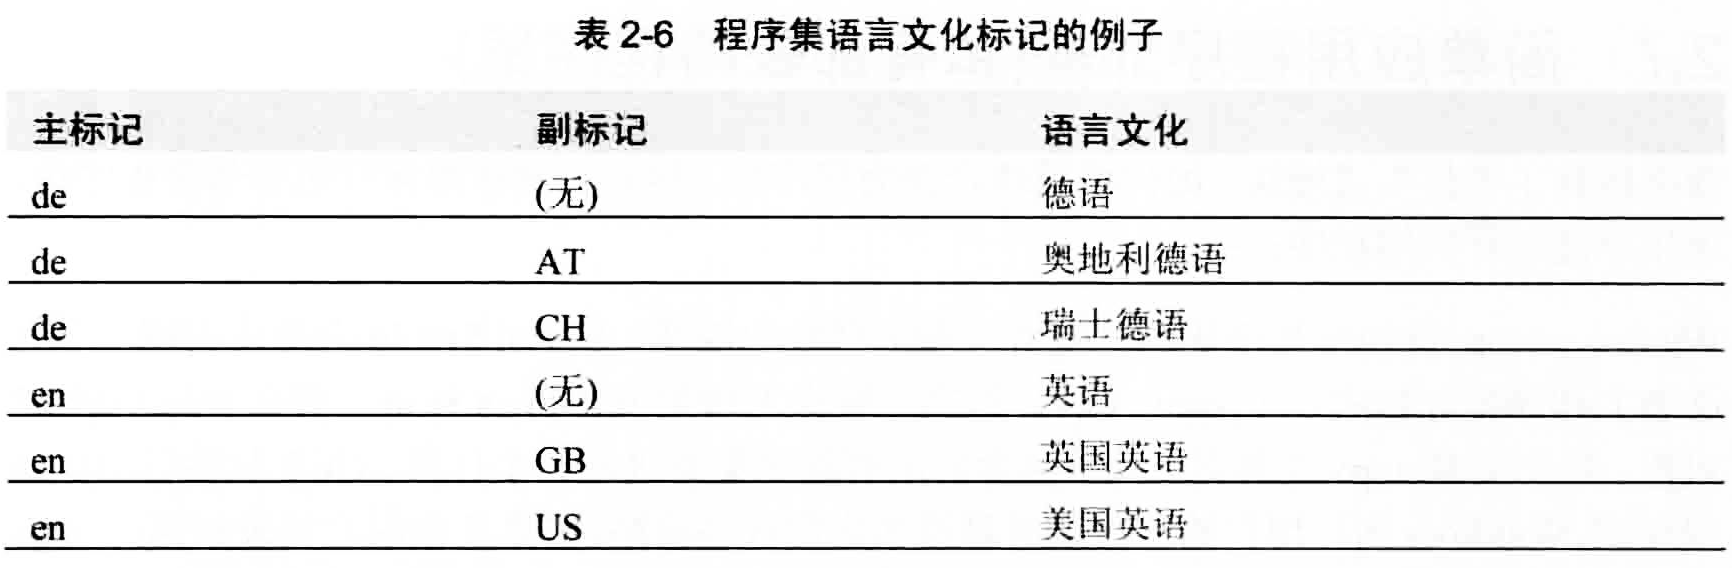 表 2-6 程序集语言文化标记的例子
主标记 副标记 语言文化
de (无) 德语
de AT 奥地利德语
de CH 瑞士德语
en (无) 英语
en GB 英国英语
en US 美国英语